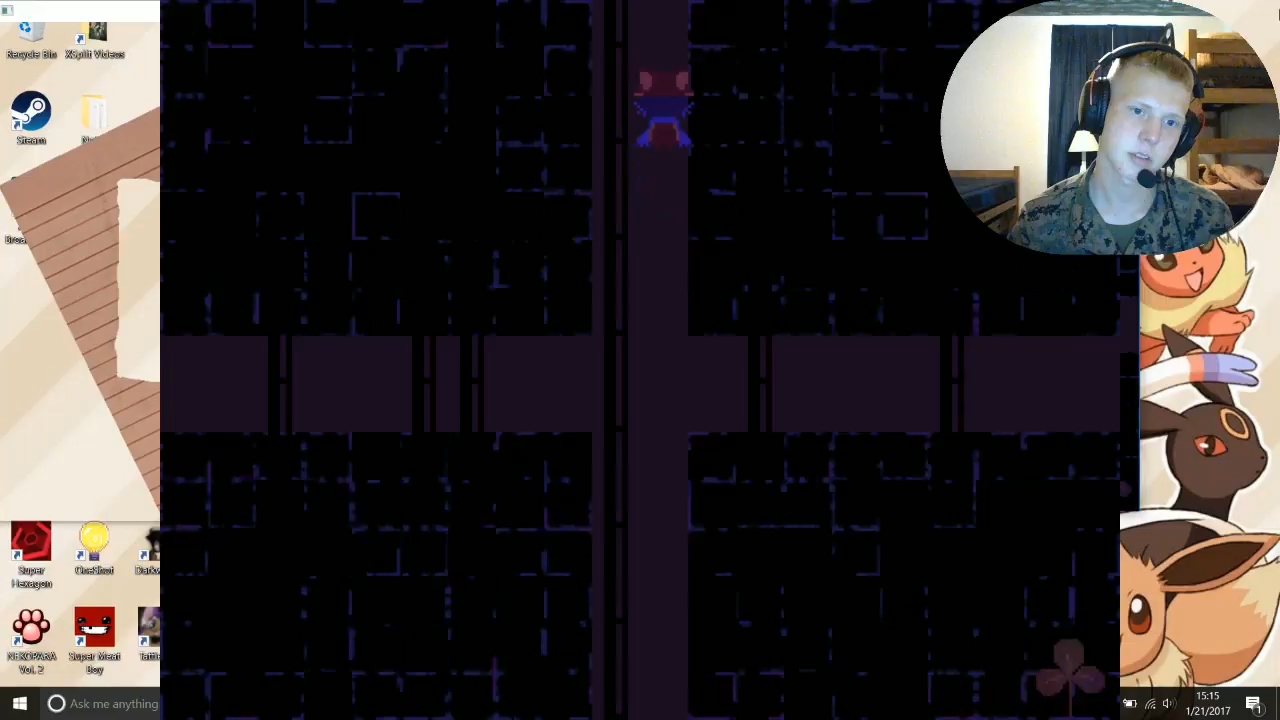 Recycle Bin
XSplit Videos
Steam
Super Hexagon
OneShot
NEKOPARA Vol. 2
Super Meat Boy
Ask me anything
15:15
1/21/2017
1